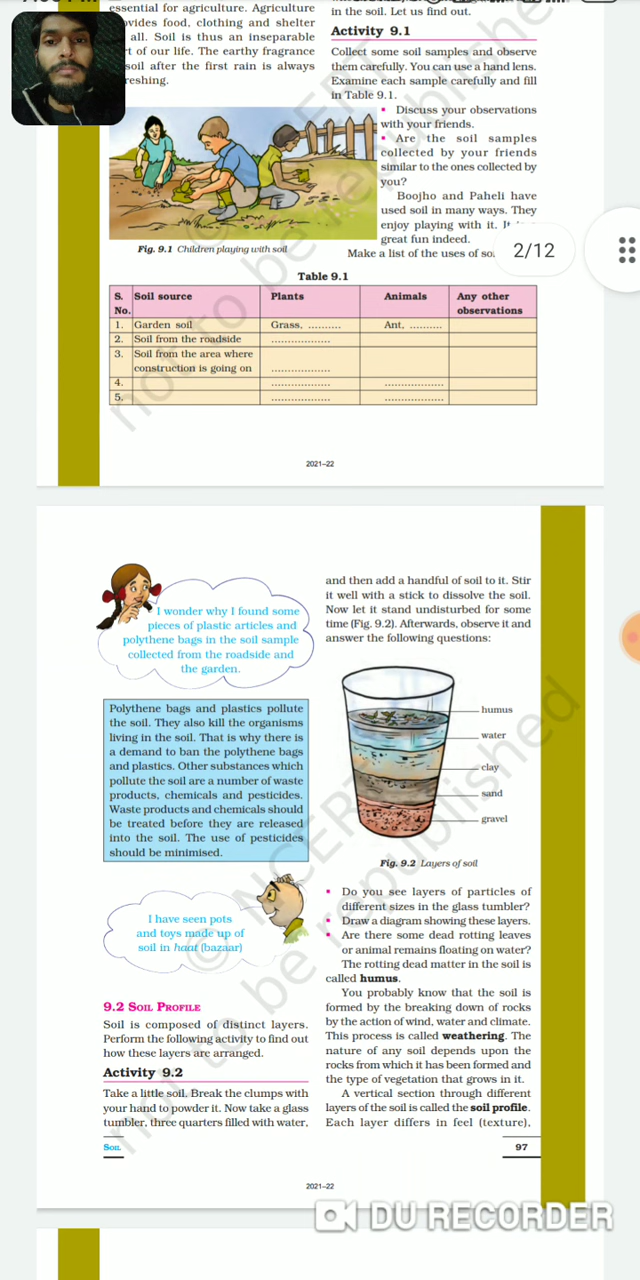 essential for agriculture. Agriculture
food, clothing and shelter
all. Soil is thus an inseparable
of our life. The earthy fragrance
soil after the first rain is always
in the soil. Let us find out.
Activity 9.1
Collect some soil samples and observe
them carefully. You can use a hand lens.
Examine each sample carefully and fill
in Table 9.1.
• Discuss your observations
with your friends.
• Are the soil samples
collected by your friends
similar to the ones collected by
you?
Boojho and Paheli have
used soil in many ways. They
enjoy playing with it. It
great fun indeed.
Make a list of the uses of
2/12
Fig. 9.1 Children playing with soil
Table 9.1
S. No. Soil source Plants Animals Any other observations
1. Garden soil Grass, .......... Ant, ..........
2. Soil from the roadside ..................
3. Soil from the area where
construction is going on ..................
4. .................. ..................
5. .................. ..................
2021–22
I wonder why I found some
pieces of plastic articles and
polythene bags in the soil sample
collected from the roadside and
the garden.
Polythene bags and plastics pollute
the soil. They also kill the organisms
living in the soil. That is why there is
a demand to ban the polythene bags
and plastics. Other substances which
pollute the soil are a number of waste
products, chemicals and pesticides.
Waste products and chemicals should
be treated before they are released
into the soil. The use of pesticides
should be minimised.
I have seen pots
and toys made up of
soil in haat (bazaar)
9.2 SOIL PROFILE
Soil is composed of distinct layers.
Perform the following activity to find out
how these layers are arranged.
Activity 9.2
Take a little soil. Break the clumps with
your hand to powder it. Now take a glass
tumbler, three quarters filled with water,
and then add a handful of soil to it. Stir
it well with a stick to dissolve the soil.
Now let it stand undisturbed for some
time (Fig. 9.2). Afterwards, observe it and
answer the following questions:
humus
water
clay
sand
gravel
Fig. 9.2 Layers of soil
• Do you see layers of particles of
different sizes in the glass tumbler?
• Draw a diagram showing these layers.
• Are there some dead rotting leaves
or animal remains floating on water?
The rotting dead matter in the soil is
called humus.
You probably know that the soil is
formed by the breaking down of rocks
by the action of wind, water and climate.
This process is called weathering. The
nature of any soil depends upon the
rocks from which it has been formed and
the type of vegetation that grows in it.
A vertical section through different
layers of the soil is called the soil profile.
Each layer differs in feel (texture),
SOIL
97
2021–22
© NCERT
not to be republished
DU RECORDER